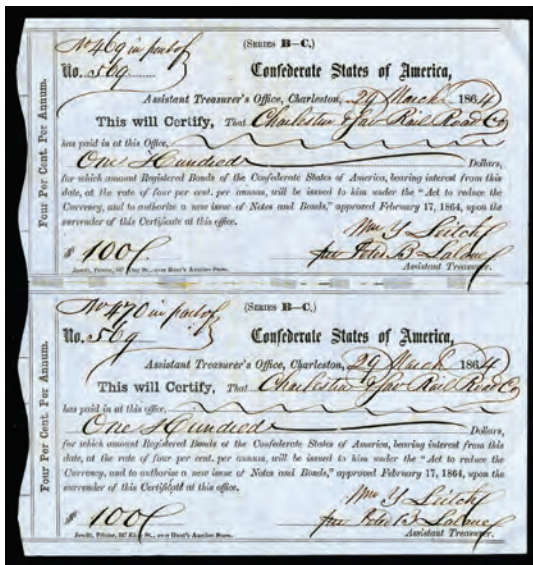 No 469 in part of
(SERIES B—C.)
No. 569
Confederate States of America,
Assistant Treasurer's Office, Charleston, 29 March 1864
This will Certify, That Charleston & Sav Rail Road Co
has paid in at this Office,
One Hundred Dollars,
for which amount Registered Bonds of the Confederate States of America, bearing interest from this
date, at the rate of four per cent. per annum, will be issued to him under the "Act to reduce the
Currency, and to authorize a new issue of Notes and Bonds," approved February 17, 1864, upon the
surrender of this Certificate at this office.
Wm Y Leitch
$ 100
for Peter B Lalane
Assistant Treasurer.
Four Per Cent. Per Annum.
No 470 in part of
(SERIES B—C.)
No. 569
Confederate States of America,
Assistant Treasurer's Office, Charleston, 29 March 1864
This will Certify, That Charleston & Sav Rail Road Co
has paid in at this office,
One Hundred Dollars,
for which amount Registered Bonds of the Confederate States of America, bearing interest from this
date, at the rate of four per cent. per annum, will be issued to him under the "Act to reduce the
Currency, and to authorize a new issue of Notes and Bonds," approved February 17, 1864, upon the
surrender of this Certificate at this office.
Wm Y Leitch
$ 100
for Peter B Lalane
Assistant Treasurer.
Four Per Cent. Per Annum.